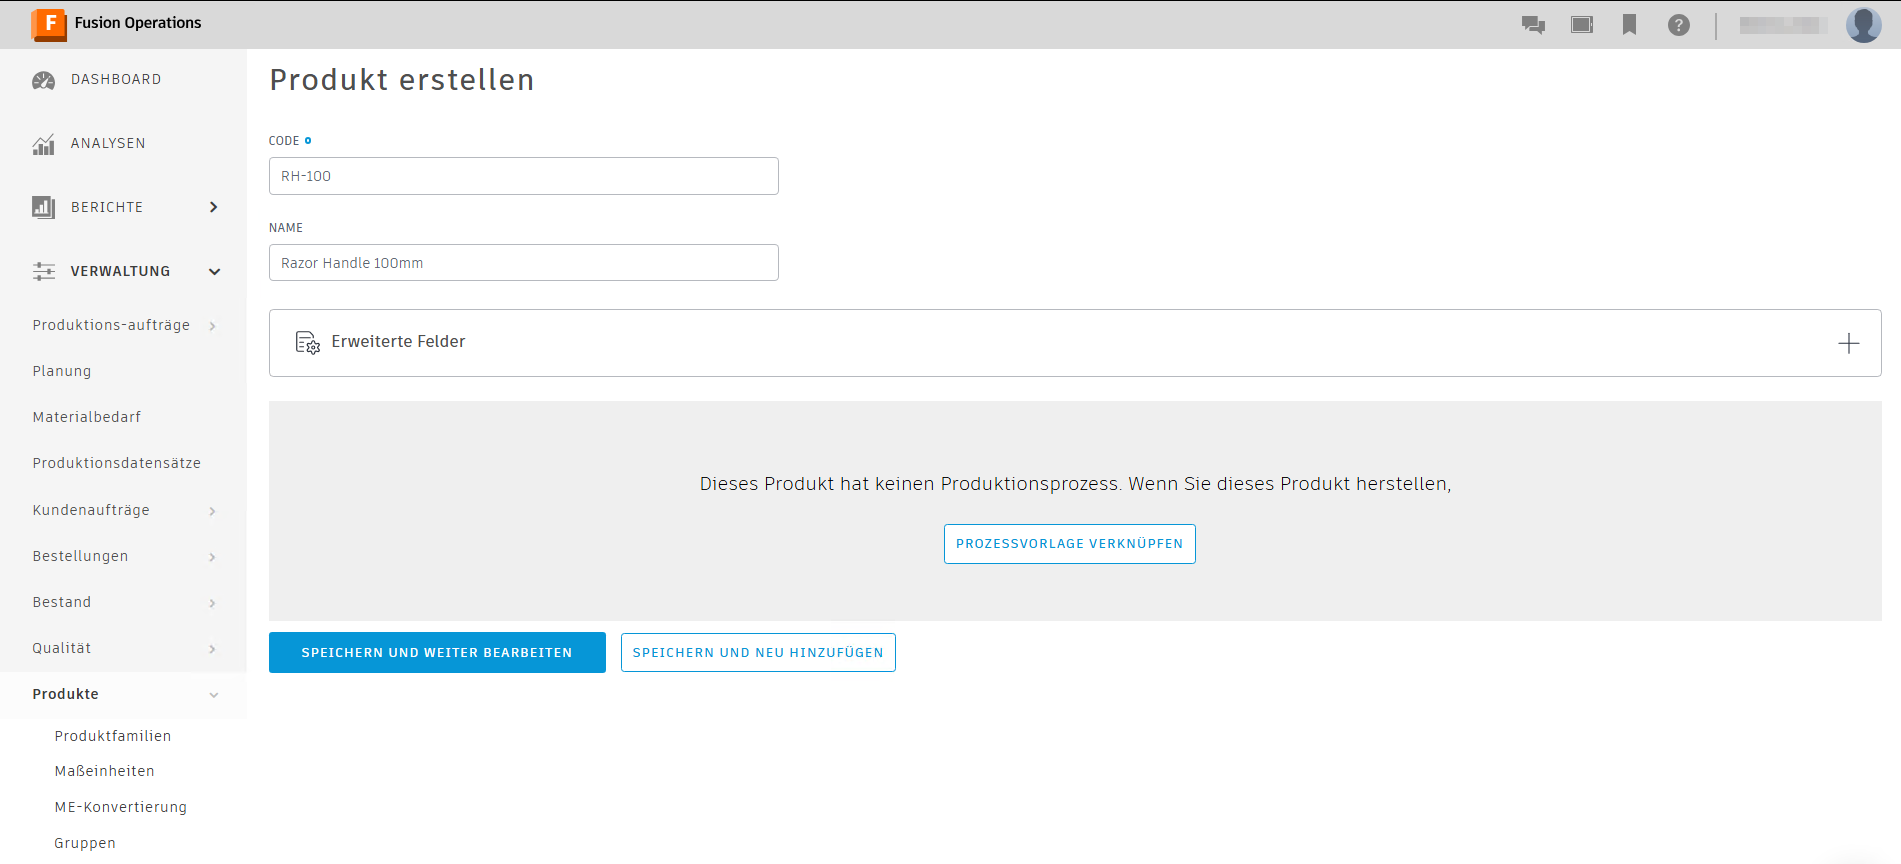 F Fusion Operations
?
DASHBOARD
ANALYSEN
BERICHTE
VERWALTUNG
Produktions-aufträge
Planung
Materialbedarf
Produktionsdatensätze
Kundenaufträge
Bestellungen
Bestand
Qualität
Produkte
Produktfamilien
Maßeinheiten
ME-Konvertierung
Gruppen
Produkt erstellen
CODE
RH-100
NAME
Razor Handle 100mm
Erweiterte Felder
Dieses Produkt hat keinen Produktionsprozess. Wenn Sie dieses Produkt herstellen,
PROZESSVORLAGE VERKNÜPFEN
SPEICHERN UND WEITER BEARBEITEN
SPEICHERN UND NEU HINZUFÜGEN